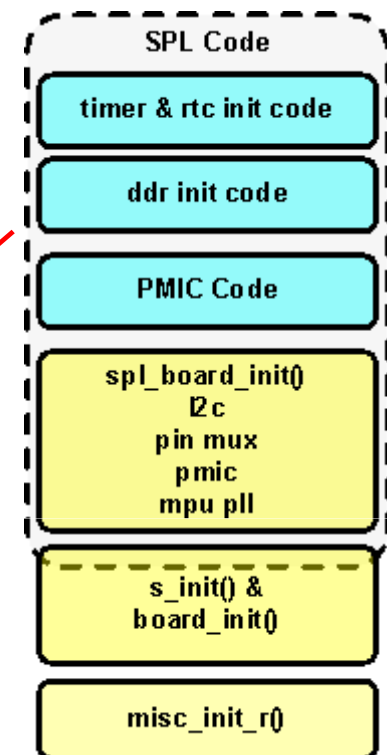 SPL Code
timer & rtc init code
ddr init code
PMIC Code
spl_board_init()
I2c
pin mux
pmic
mpu pll
s_init() &
board_init()
misc_init_r()